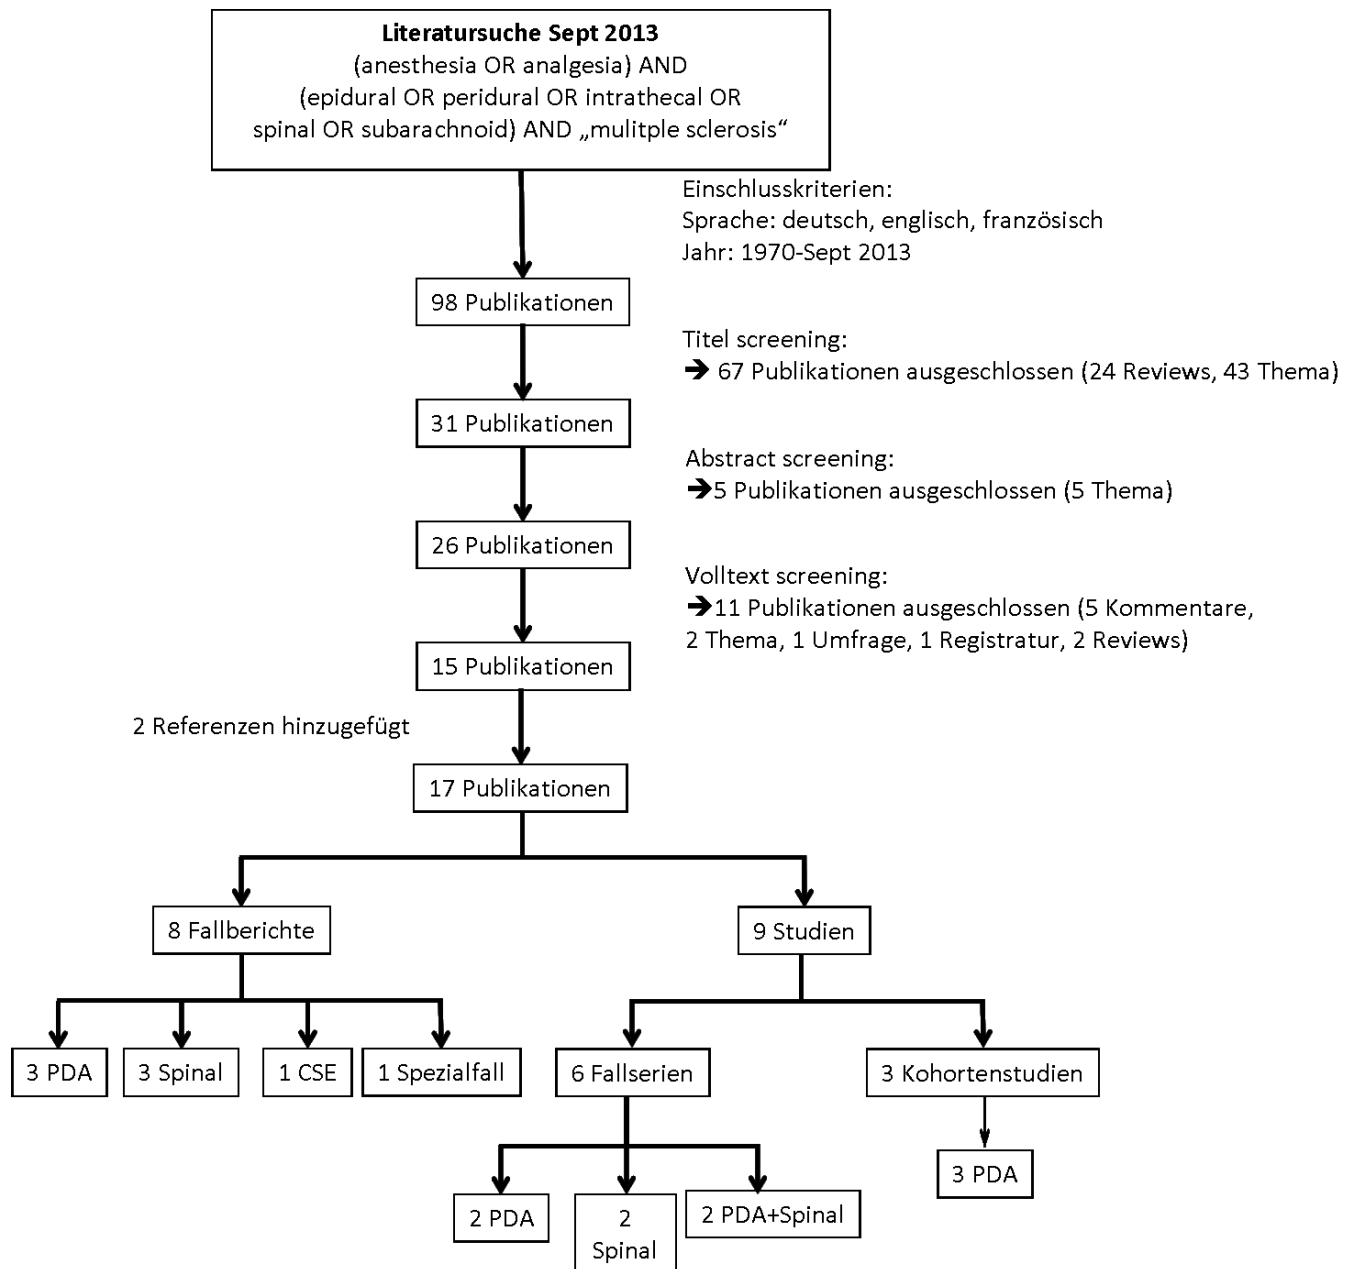 Literatursuche Sept 2013
(anesthesia OR analgesia) AND
(epidural OR peridural OR intrathecal OR
spinal OR subarachnoid) AND „mulitple sclerosis“
Einschlusskriterien:
Sprache: deutsch, englisch, französisch
Jahr: 1970-Sept 2013
98 Publikationen
Titel screening:
➔ 67 Publikationen ausgeschlossen (24 Reviews, 43 Thema)
31 Publikationen
Abstract screening:
➔5 Publikationen ausgeschlossen (5 Thema)
26 Publikationen
Volltext screening:
➔11 Publikationen ausgeschlossen (5 Kommentare,
2 Thema, 1 Umfrage, 1 Registratur, 2 Reviews)
15 Publikationen
2 Referenzen hinzugefügt
17 Publikationen
8 Fallberichte
9 Studien
3 PDA
3 Spinal
1 CSE
1 Spezialfall
6 Fallserien
3 Kohortenstudien
2 PDA
2
Spinal
2 PDA+Spinal
3 PDA